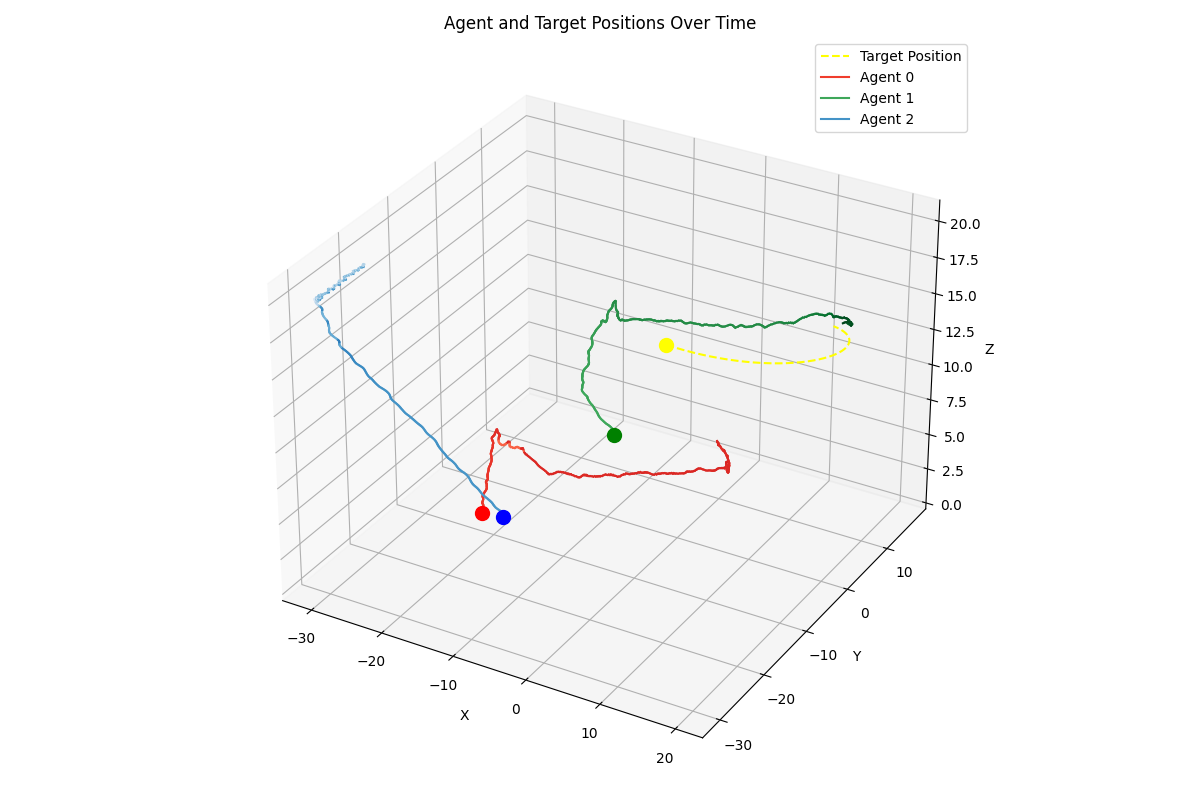 Agent and Target Positions Over Time
Target Position
Agent 0
Agent 1
Agent 2
20.0
17.5
15.0
12.5
10.0
7.5
5.0
2.5
0.0
Z
10
0
−10
−20
−30
Y
−30
−20
−10
0
10
20
X